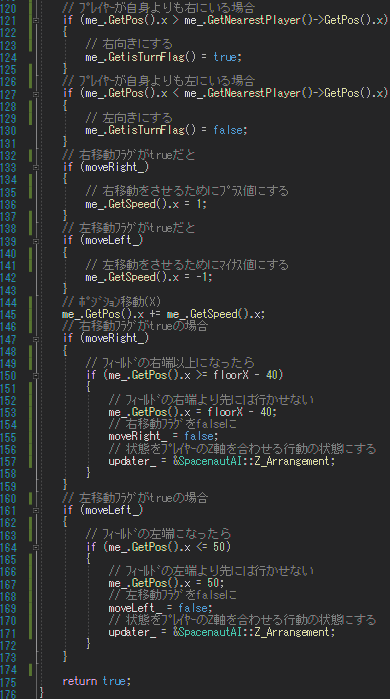 120 // ﾌﾟﾚｲﾔｰが自身よりも右にいる場合
121 if (me_.GetPos().x > me_.GetNearestPlayer()->GetPos().x)
122 {
123 // 右向きにする
124 me_.GetisTurnFlag() = true;
125 }
126 // ﾌﾟﾚｲﾔｰが自身よりも左にいる場合
127 if (me_.GetPos().x < me_.GetNearestPlayer()->GetPos().x)
128 {
129 // 左向きにする
130 me_.GetisTurnFlag() = false;
131 }
132 // 右移動ﾌﾗｸﾞがtrueだと
133 if (moveRight_)
134 {
135 // 右移動をさせるためにﾌﾟﾗｽ値にする
136 me_.GetSpeed().x = 1;
137 }
138 // 左移動ﾌﾗｸﾞがtrueだと
139 if (moveLeft_)
140 {
141 // 左移動をさせるためにﾏｲﾅｽ値にする
142 me_.GetSpeed().x = -1;
143 }
144 // ﾎﾟｼﾞｼｮﾝ移動(X)
145 me_.GetPos().x += me_.GetSpeed().x;
146 // 右移動ﾌﾗｸﾞがtrueの場合
147 if (moveRight_)
148 {
149 // ﾌｨｰﾙﾄﾞの右端以上になったら
150 if (me_.GetPos().x >= floorX - 40)
151 {
152 // ﾌｨｰﾙﾄﾞの右端より先には行かせない
153 me_.GetPos().x = floorX - 40;
154 // 右移動ﾌﾗｸﾞをfalseに
155 moveRight_ = false;
156 // 状態をﾌﾟﾚｲﾔｰのZ軸を合わせる行動の状態にする
157 updater_ = &SpacenautAI::Z_Arrangement;
158 }
159 }
160 // 左移動ﾌﾗｸﾞがtrueの場合
161 if (moveLeft_)
162 {
163 // ﾌｨｰﾙﾄﾞの左端になったら
164 if (me_.GetPos().x <= 50)
165 {
166 // ﾌｨｰﾙﾄﾞの左端より先には行かせない
167 me_.GetPos().x = 50;
168 // 左移動ﾌﾗｸﾞをfalseに
169 moveLeft_ = false;
170 // 状態をﾌﾟﾚｲﾔｰのZ軸を合わせる行動の状態にする
171 updater_ = &SpacenautAI::Z_Arrangement;
172 }
173 }
174
175 return true;
176 }